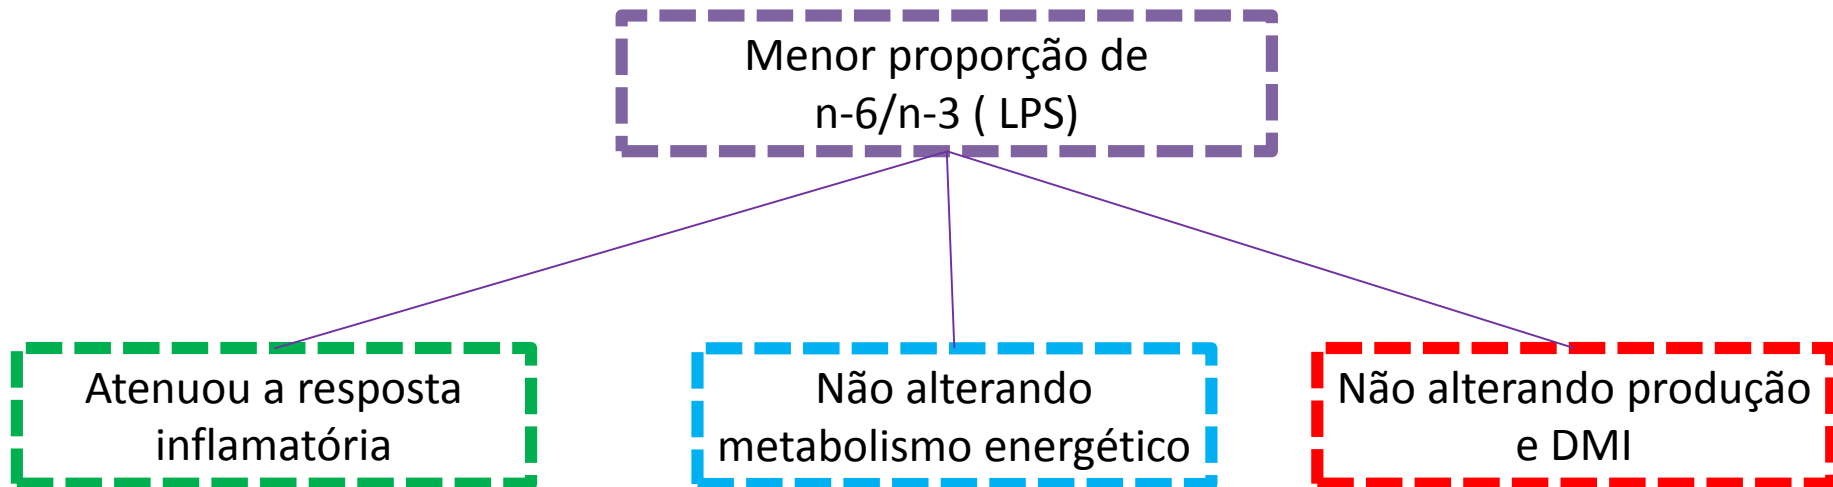 Menor proporção de
n-6/n-3 ( LPS)
Atenuou a resposta
inflamatória
Não alterando
metabolismo energético
Não alterando produção
e DMI